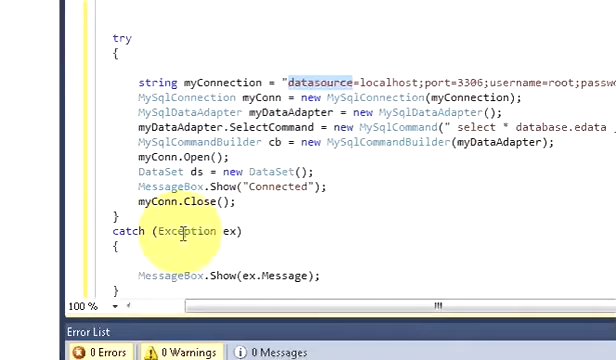 try
{
string myConnection = "datasource=localhost;port=3306;username=root;passwo
MySqlConnection myConn = new MySqlConnection(myConnection);
MySqlDataAdapter myDataAdapter = new MySqlDataAdapter();
myDataAdapter.SelectCommand = new MySqlCommand(" select * database.edata
MySqlCommandBuilder cb = new MySqlCommandBuilder(myDataAdapter);
myConn.Open();
DataSet ds = new DataSet();
MessageBox.Show("Connected");
myConn.Close();
}
catch (Exception ex)
{
MessageBox.Show(ex.Message);
}
100 %
Error List
0 Errors 0 Warnings 0 Messages